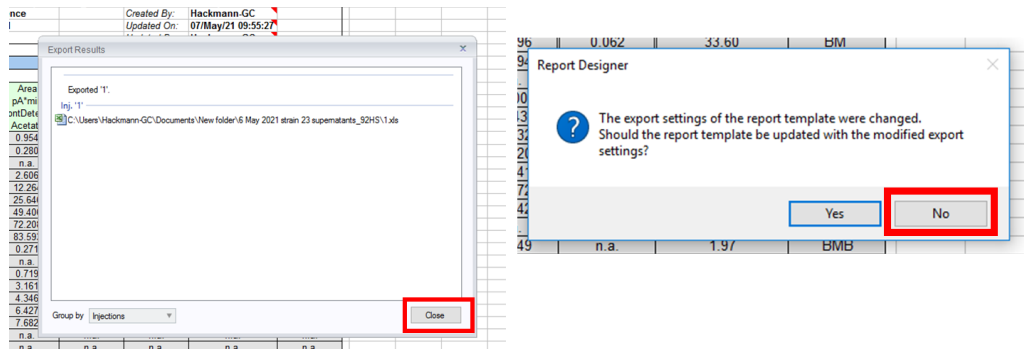 nce
Created By: Hackmann-GC
Updated On: 07/May/21 09:55:27
Export Results
x
Exported '1'.
Inj. '1'
C:\Users\Hackmann-GC\Documents\New folder\6 May 2021 strain 23 supernatants_92HS\1.xls
Group by Injections
Close
Area
pA*mi
ontDete
Acetat
0.954
0.280
n.a.
2.606
12.264
25.640
49.400
72.208
83.593
0.271
n.a.
0.719
3.161
4.346
6.427
7.682
n.a.
96 0.062 33.60 BM
Report Designer
The export settings of the report template were changed.
Should the report template be updated with the modified export
settings?
Yes
No
49 n.a. 1.97 BMB